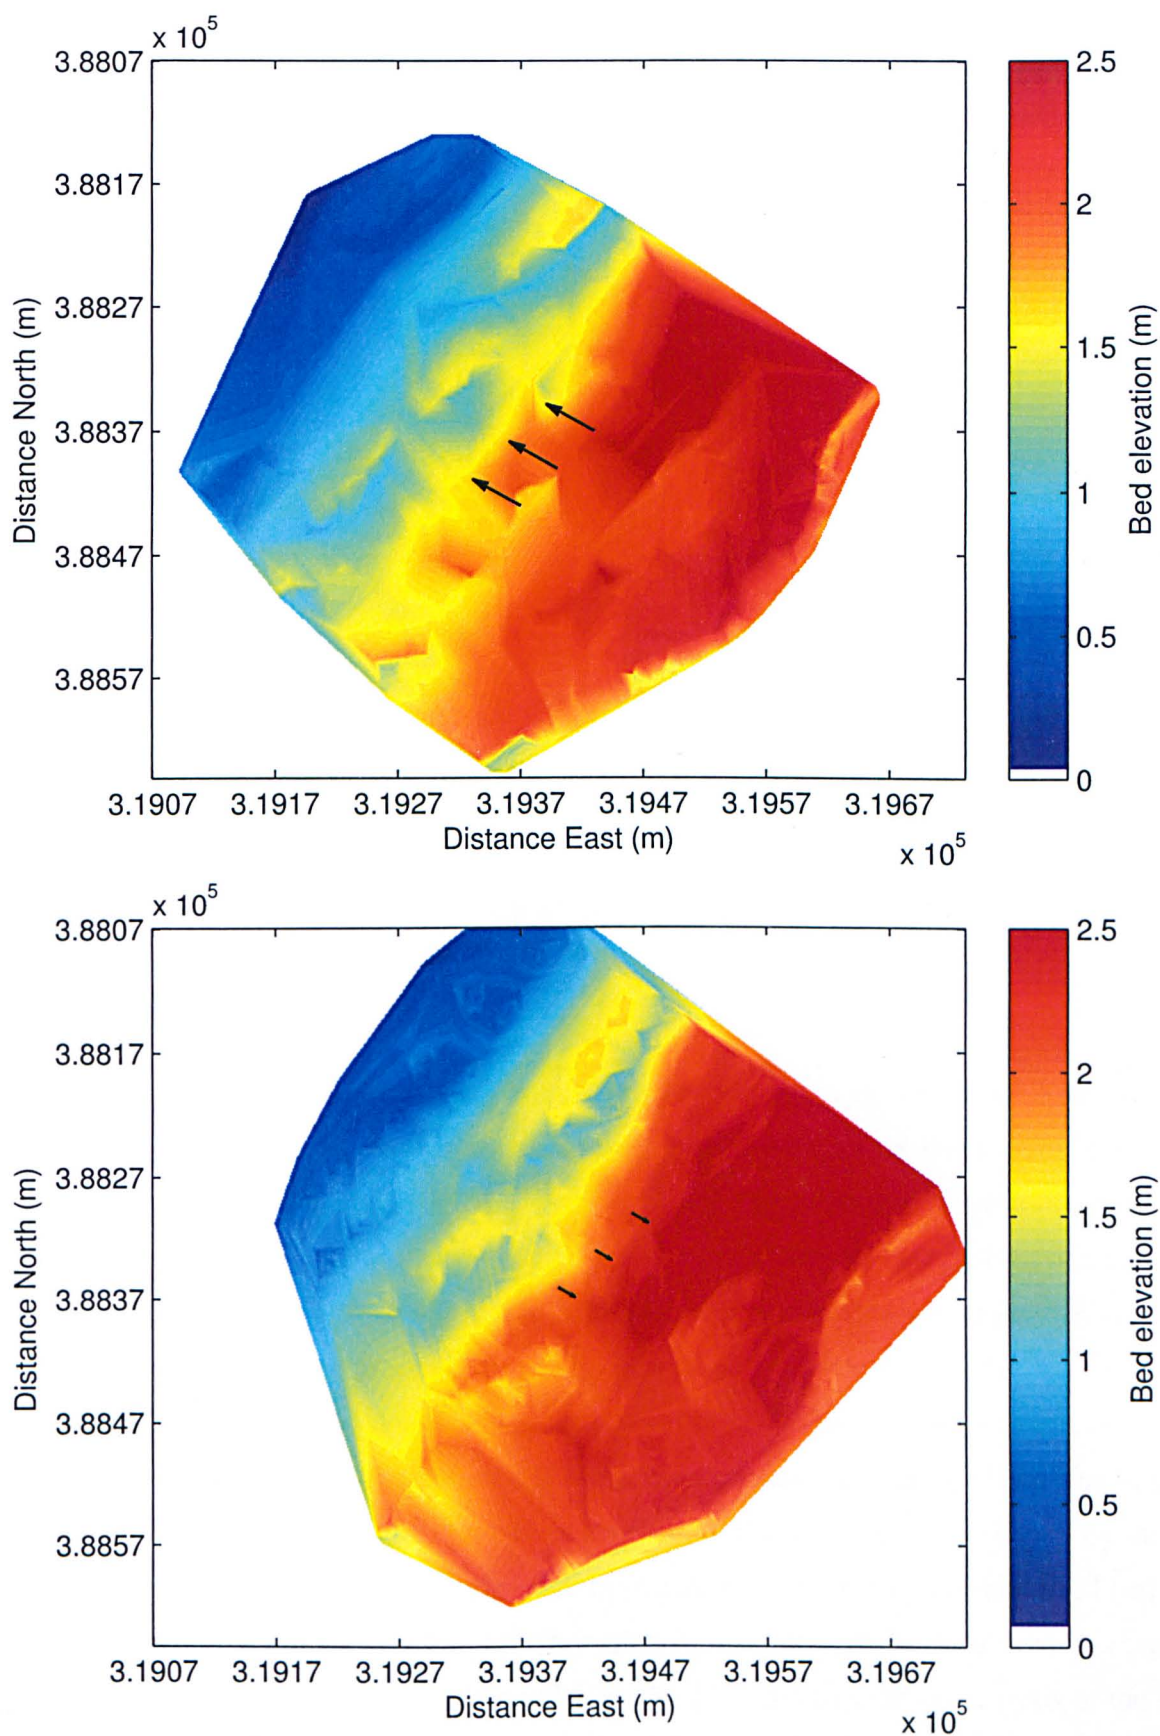 x 10^5
3.8807
3.8817
3.8827
3.8837
3.8847
3.8857
Distance North (m)
3.1907 3.1917 3.1927 3.1937 3.1947 3.1957 3.1967
Distance East (m)
x 10^5
2.5
2
1.5
1
0.5
0
Bed elevation (m)
x 10^5
3.8807
3.8817
3.8827
3.8837
3.8847
3.8857
Distance North (m)
3.1907 3.1917 3.1927 3.1937 3.1947 3.1957 3.1967
Distance East (m)
x 10^5
2.5
2
1.5
1
0.5
0
Bed elevation (m)